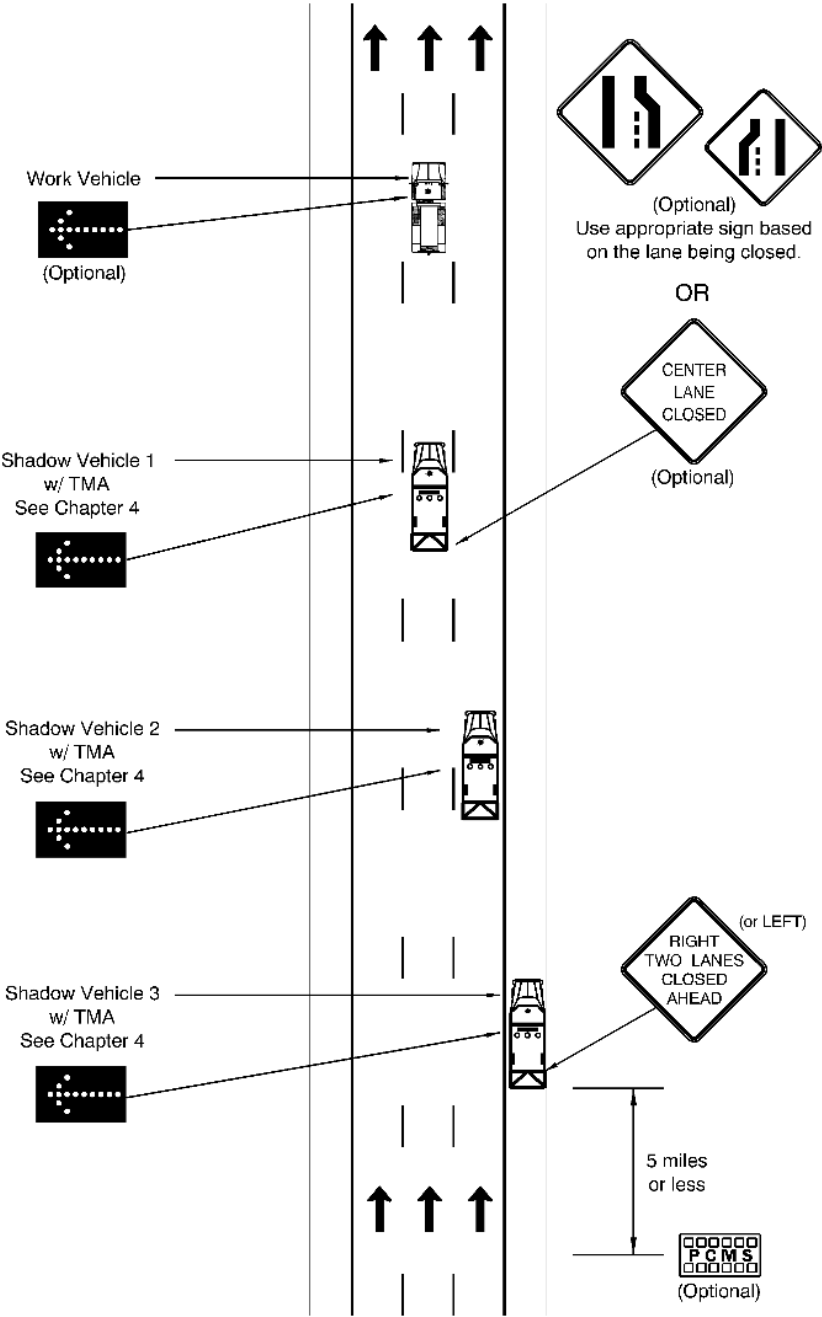 Work Vehicle
(Optional)
(Optional)
Use appropriate sign based
on the lane being closed.
OR
CENTER
LANE
CLOSED
(Optional)
Shadow Vehicle 1
w/ TMA
See Chapter 4
Shadow Vehicle 2
w/ TMA
See Chapter 4
(or LEFT)
RIGHT
TWO LANES
CLOSED
AHEAD
Shadow Vehicle 3
w/ TMA
See Chapter 4
5 miles
or less
PCMS
(Optional)